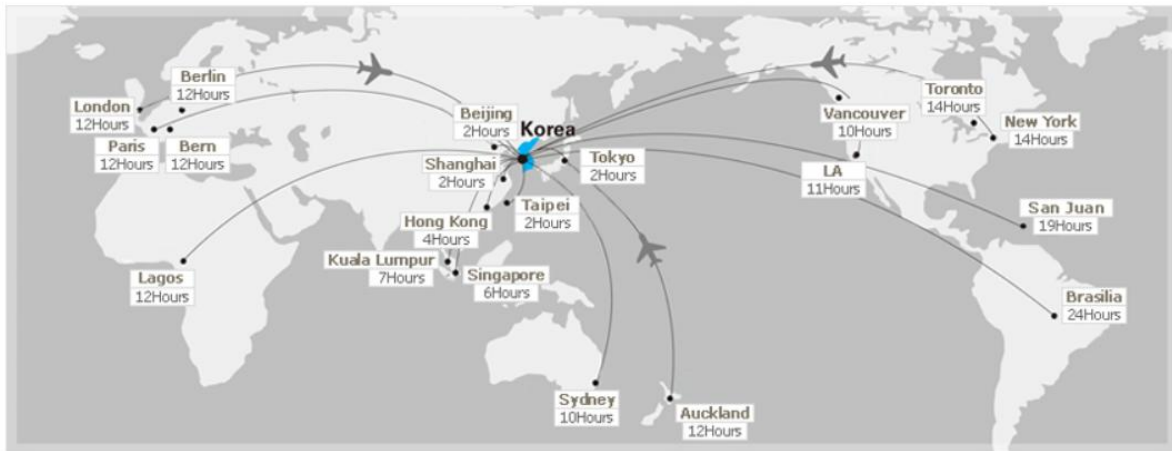 Berlin
12Hours
London
12Hours
Paris
12Hours
Bern
12Hours
Beijing
2Hours
Korea
Shanghai
2Hours
Tokyo
2Hours
Taipei
2Hours
Hong Kong
4Hours
Kuala Lumpur
7Hours
Singapore
6Hours
Lagos
12Hours
Sydney
10Hours
Auckland
12Hours
Vancouver
10Hours
Toronto
14Hours
New York
14Hours
LA
11Hours
San Juan
19Hours
Brasilia
24Hours